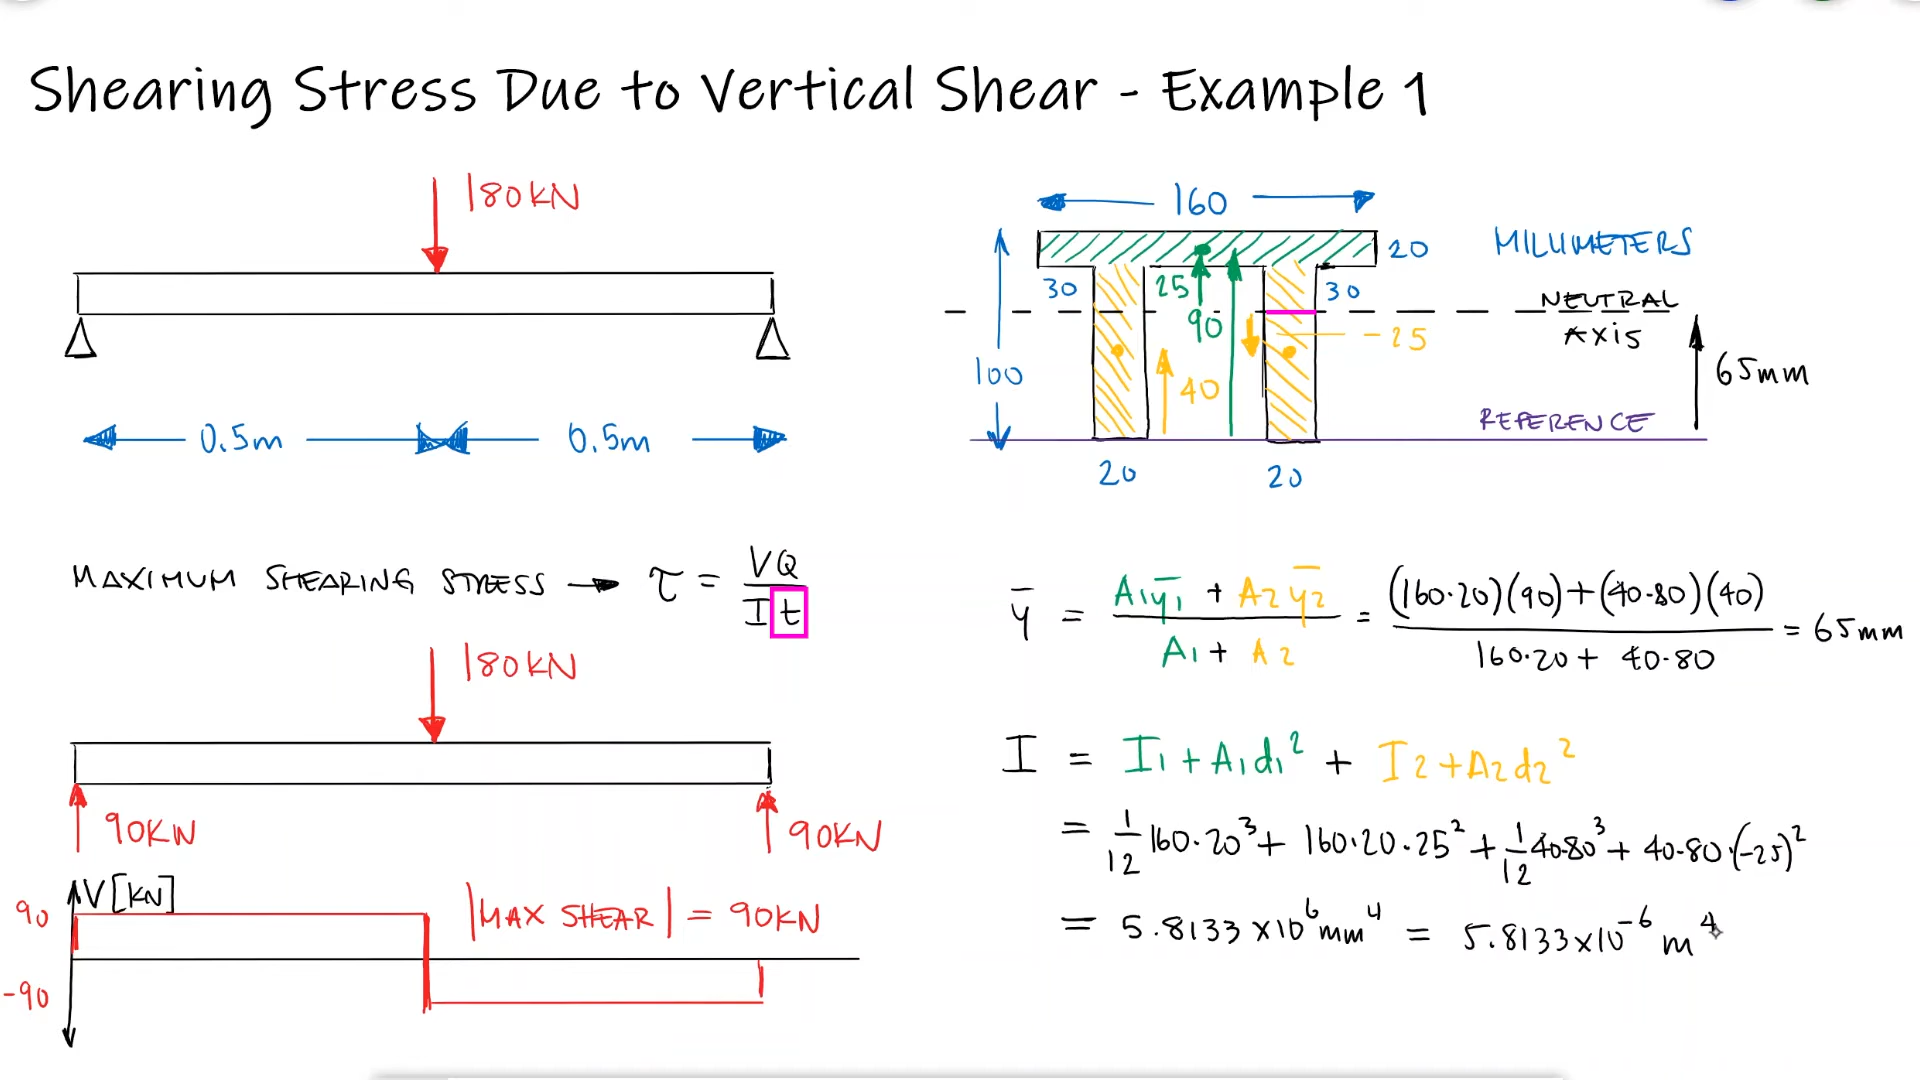 Shearing Stress Due to Vertical Shear - Example 1
180KN
0.5m 0.5m
160
20 MILLIMETERS
30 25 30 NEUTRAL
90 -25 AXIS
100 40 65mm
REFERENCE
20 20
MAXIMUM SHEARING STRESS → τ = VQ / It
180KN
90KN 90KN
V[KN]
90 |MAX SHEAR| = 90KN
-90
ȳ = (A1ȳ1 + A2ȳ2) / (A1 + A2) = ((160·20)(90)+(40·80)(40)) / (160·20 + 40·80) = 65mm
I = I1 + A1d1² + I2 + A2d2²
= 1/12 160·20³ + 160·20·25² + 1/12 40·80³ + 40·80·(-25)²
= 5.8133 x10⁶ mm⁴ = 5.8133x10⁻⁶ m⁴